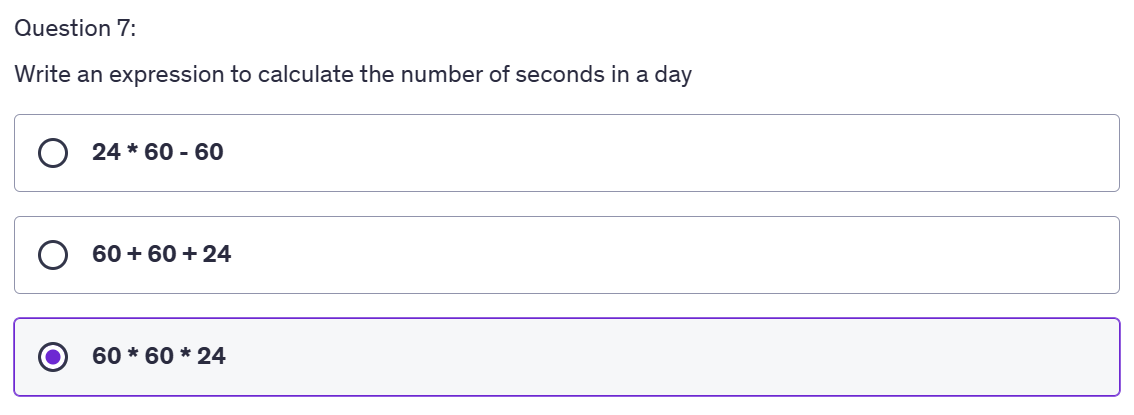 Question 7:
Write an expression to calculate the number of seconds in a day
24 * 60 - 60
60 + 60 + 24
60 * 60 * 24